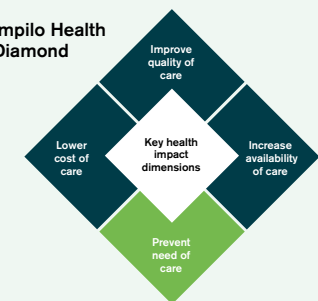 mpilo Health
Diamond
Improve
quality of
care
Lower
cost of
care
Key health
impact
dimensions
Increase
availability
of care
Prevent
need of
care